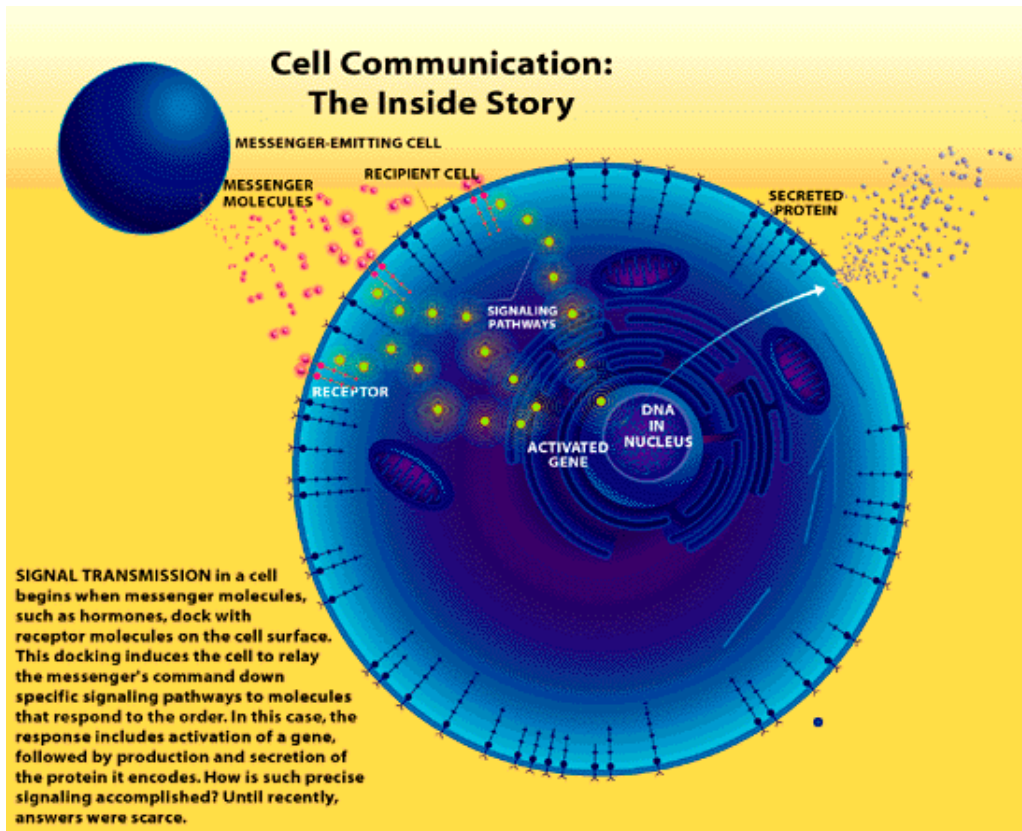 Cell Communication:
The Inside Story
MESSENGER-EMITTING CELL
MESSENGER
MOLECULES
RECIPIENT CELL
SECRETED
PROTEIN
SIGNALING
PATHWAYS
RECEPTOR
DNA
IN
NUCLEUS
ACTIVATED
GENE
SIGNAL TRANSMISSION in a cell
begins when messenger molecules,
such as hormones, dock with
receptor molecules on the cell surface.
This docking induces the cell to relay
the messenger's command down
specific signaling pathways to molecules
that respond to the order. In this case, the
response includes activation of a gene,
followed by production and secretion of
the protein it encodes. How is such precise
signaling accomplished? Until recently,
answers were scarce.